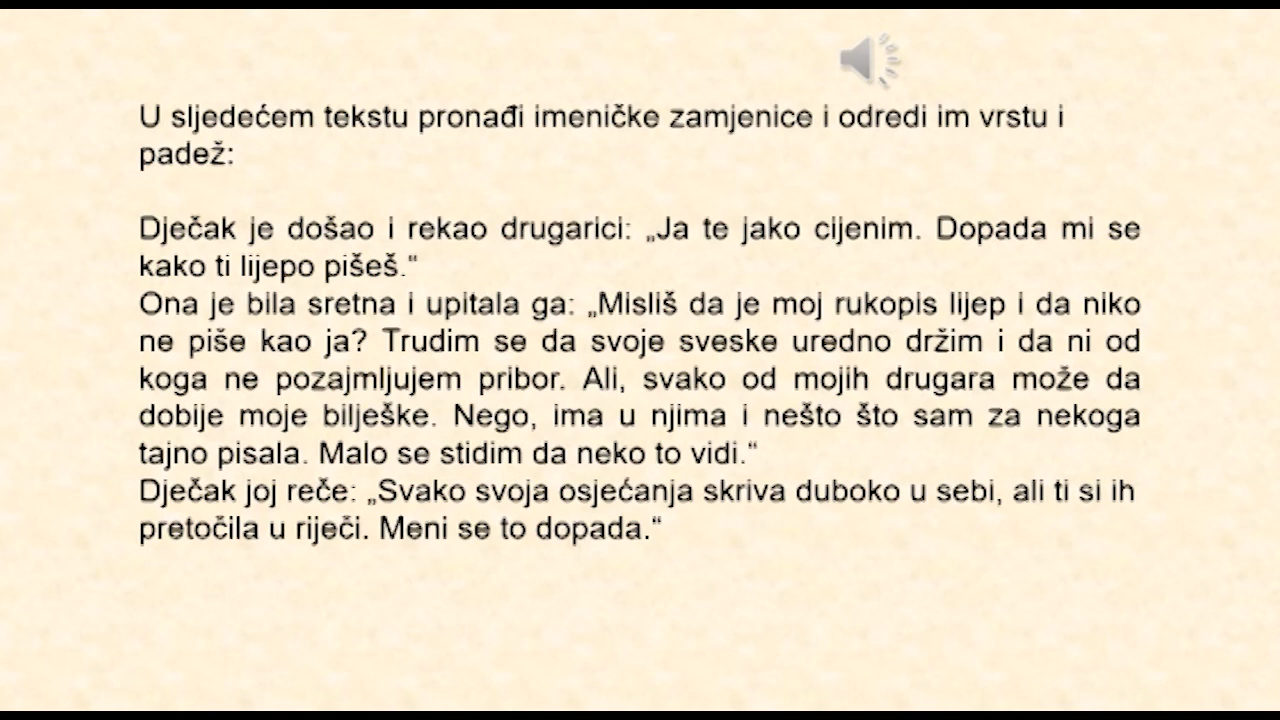 U sljedećem tekstu pronađi imeničke zamjenice i odredi im vrstu i
padež:
Dječak je došao i rekao drugarici: „Ja te jako cijenim. Dopada mi se
kako ti lijepo pišeš.“
Ona je bila sretna i upitala ga: „Misliš da je moj rukopis lijep i da niko
ne piše kao ja? Trudim se da svoje sveske uredno držim i da ni od
koga ne pozajmljujem pribor. Ali, svako od mojih drugara može da
dobije moje bilješke. Nego, ima u njima i nešto što sam za nekoga
tajno pisala. Malo se stidim da neko to vidi.“
Dječak joj reče: „Svako svoja osjećanja skriva duboko u sebi, ali ti si ih
pretočila u riječi. Meni se to dopada.“